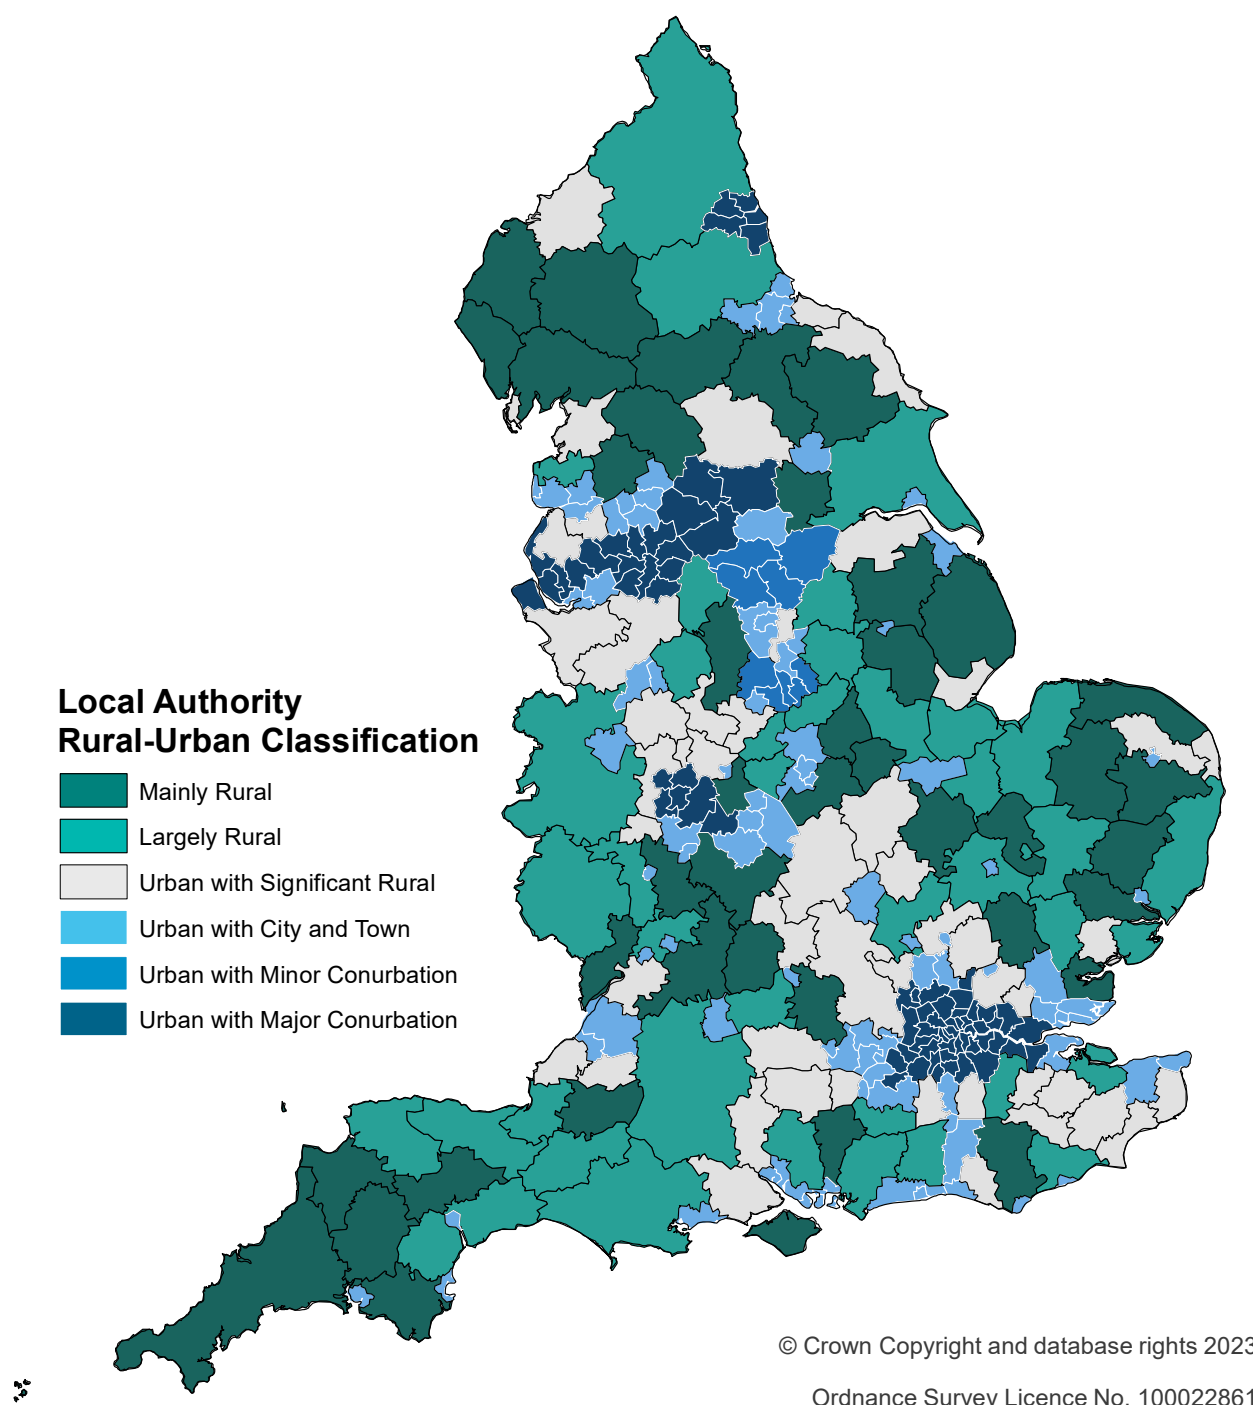 Local Authority
Rural-Urban Classification
Mainly Rural
Largely Rural
Urban with Significant Rural
Urban with City and Town
Urban with Minor Conurbation
Urban with Major Conurbation
© Crown Copyright and database rights 2023
Ordnance Survey Licence No. 100022861